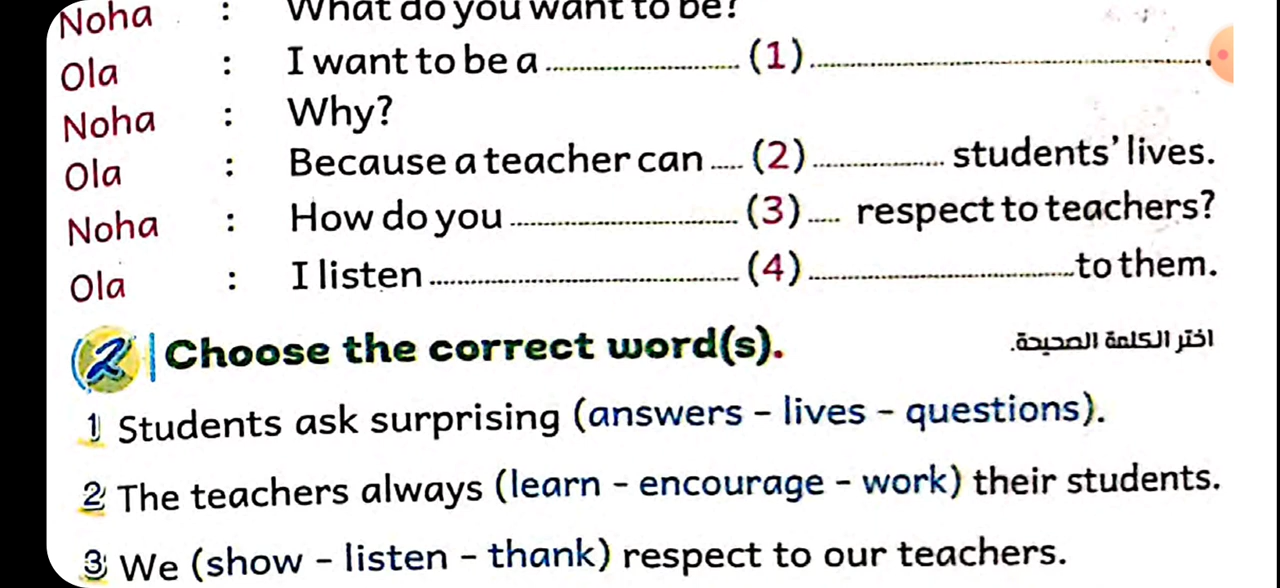 Noha : What do you want to be?
Ola : I want to be a .................... (1) ........................................ .
Noha : Why?
Ola : Because a teacher can .... (2) .............. students' lives.
Noha : How do you ........................ (3) .... respect to teachers?
Ola : I listen ................................ (4) ............................ to them.
2 Choose the correct word(s). اختر الكلمة الصحيحة.
1 Students ask surprising (answers – lives – questions).
2 The teachers always (learn – encourage – work) their students.
3 We (show – listen – thank) respect to our teachers.